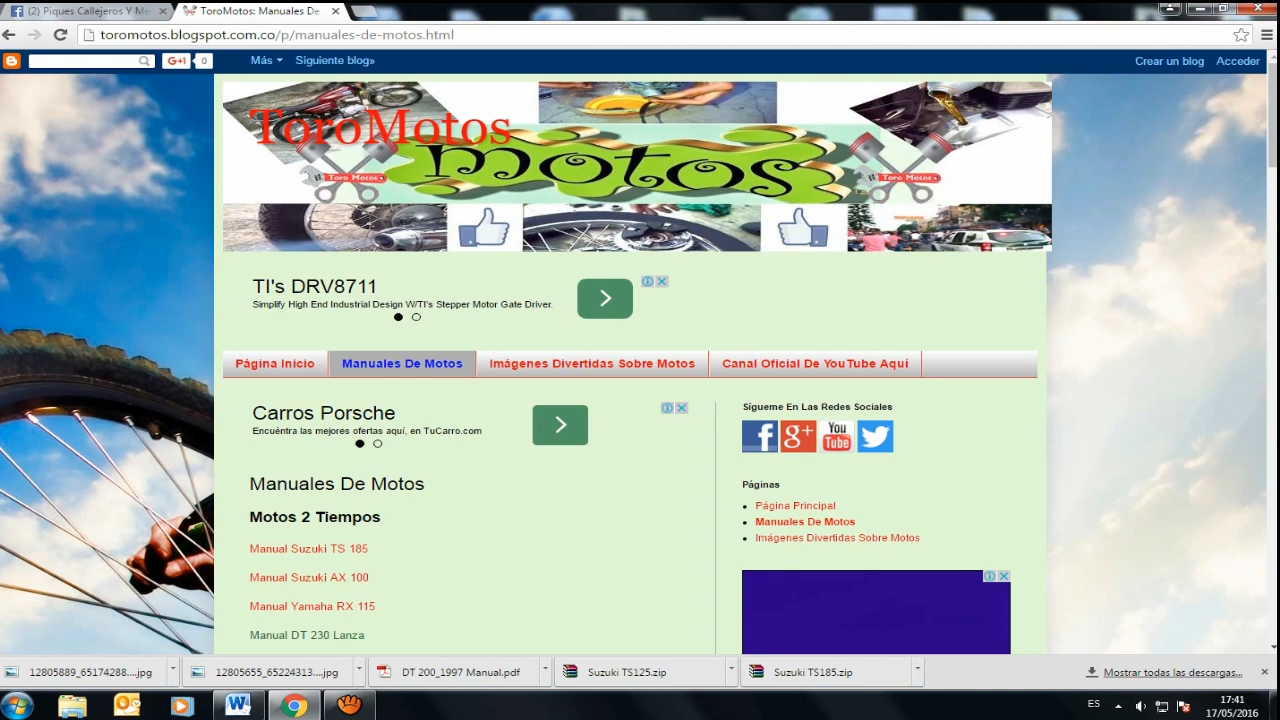 (2) Piques Callejeros Y Me
ToroMotos: Manuales De
toromotos.blogspot.com.co/p/manuales-de-motos.html
G+1 0
Más
Siguiente blog»
Crear un blog
Acceder
ToroMotos
motos
Toro Motos
Toro Motos
TI's DRV8711
Simplify High End Industrial Design W/TI's Stepper Motor Gate Driver.
Página Inicio
Manuales De Motos
Imágenes Divertidas Sobre Motos
Canal Oficial De YouTube Aquí
Carros Porsche
Encuéntra las mejores ofertas aquí, en TuCarro.com
Manuales De Motos
Motos 2 Tiempos
Manual Suzuki TS 185
Manual Suzuki AX 100
Manual Yamaha RX 115
Manual DT 230 Lanza
Sígueme En Las Redes Sociales
f g+ You Tube
Páginas
Página Principal
Manuales De Motos
Imágenes Divertidas Sobre Motos
12805889_65174288....jpg
12805655_65224313....jpg
DT 200_1997 Manual.pdf
Suzuki TS125.zip
Suzuki TS185.zip
Mostrar todas las descargas...
ES
17:41
17/05/2016